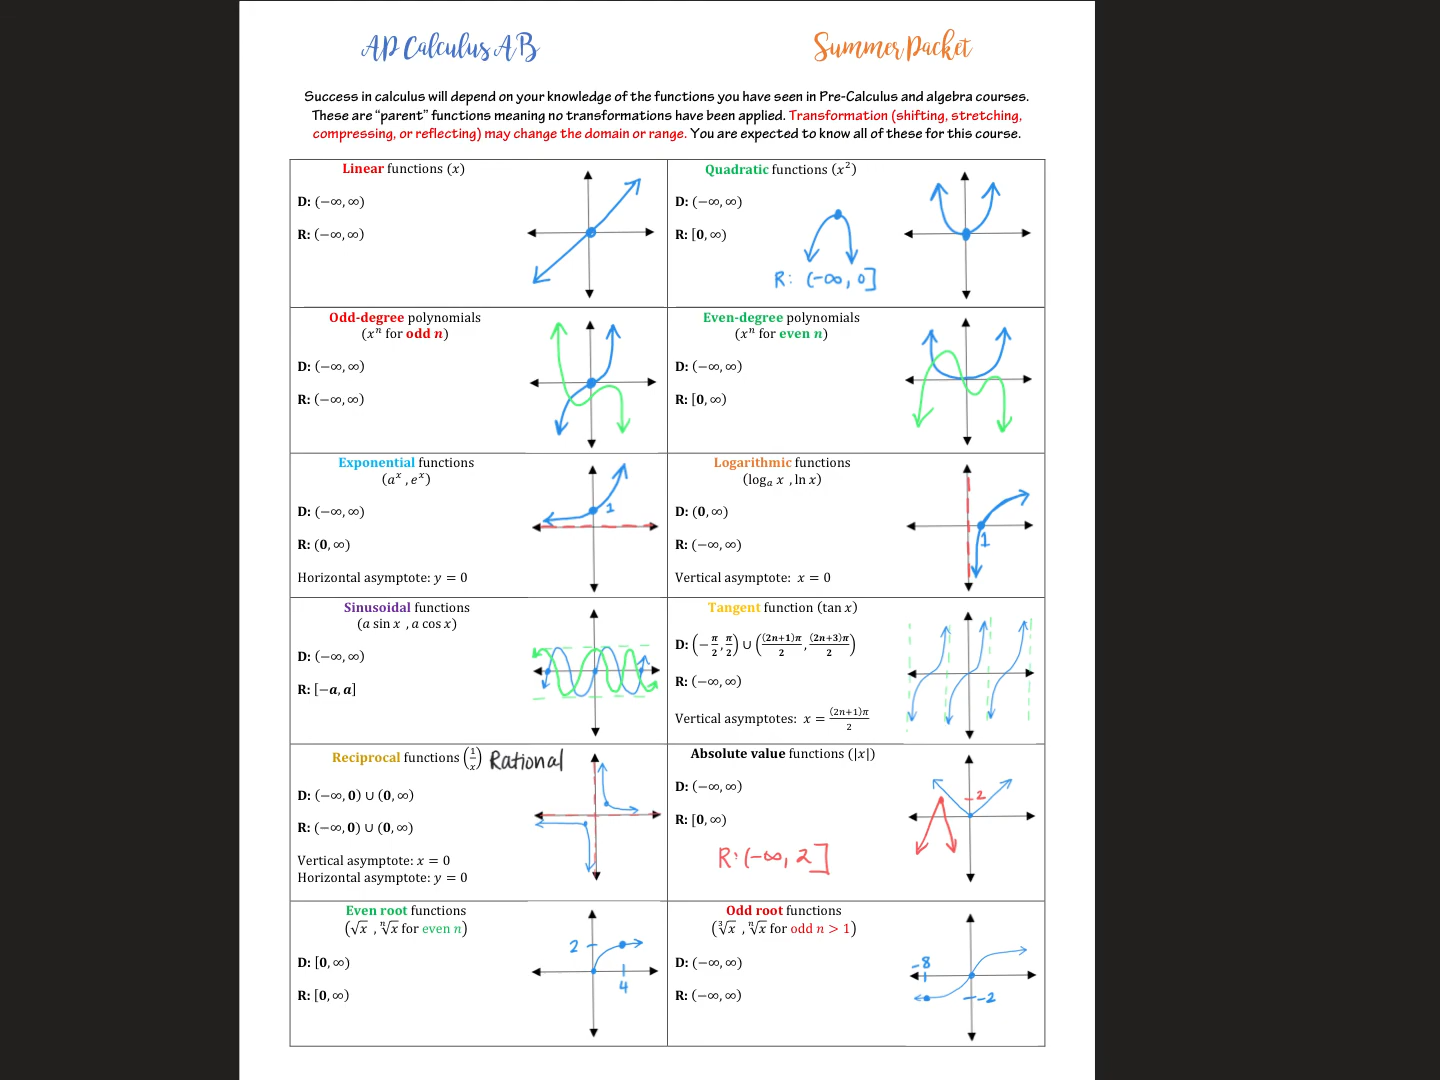 AP Calculus AB
Summer Packet
Success in calculus will depend on your knowledge of the functions you have seen in Pre-Calculus and algebra courses.
These are “parent” functions meaning no transformations have been applied. Transformation (shifting, stretching,
compressing, or reflecting) may change the domain or range. You are expected to know all of these for this course.
Linear functions (x)
D: (−∞, ∞)
R: (−∞, ∞)
Quadratic functions (x²)
D: (−∞, ∞)
R: [0, ∞)
R: (-∞, 0]
Odd-degree polynomials
(xⁿ for odd n)
D: (−∞, ∞)
R: (−∞, ∞)
Even-degree polynomials
(xⁿ for even n)
D: (−∞, ∞)
R: [0, ∞)
Exponential functions
(aˣ , eˣ)
D: (−∞, ∞)
R: (0, ∞)
Horizontal asymptote: y = 0
1
Logarithmic functions
(logₐ x , ln x)
D: (0, ∞)
R: (−∞, ∞)
Vertical asymptote: x = 0
1
Sinusoidal functions
(a sin x , a cos x)
D: (−∞, ∞)
R: [−a, a]
Tangent function (tan x)
D: (−π/2, π/2) ∪ ((2n+1)π/2, (2n+3)π/2)
R: (−∞, ∞)
Vertical asymptotes: x = (2n+1)π/2
Reciprocal functions (1/x) Rational
D: (−∞, 0) ∪ (0, ∞)
R: (−∞, 0) ∪ (0, ∞)
Vertical asymptote: x = 0
Horizontal asymptote: y = 0
Absolute value functions (|x|)
D: (−∞, ∞)
R: [0, ∞)
R: (-∞, 2]
2
Even root functions
(√x , ⁿ√x for even n)
D: [0, ∞)
R: [0, ∞)
2
4
Odd root functions
(³√x , ⁿ√x for odd n > 1)
D: (−∞, ∞)
R: (−∞, ∞)
-8
-2